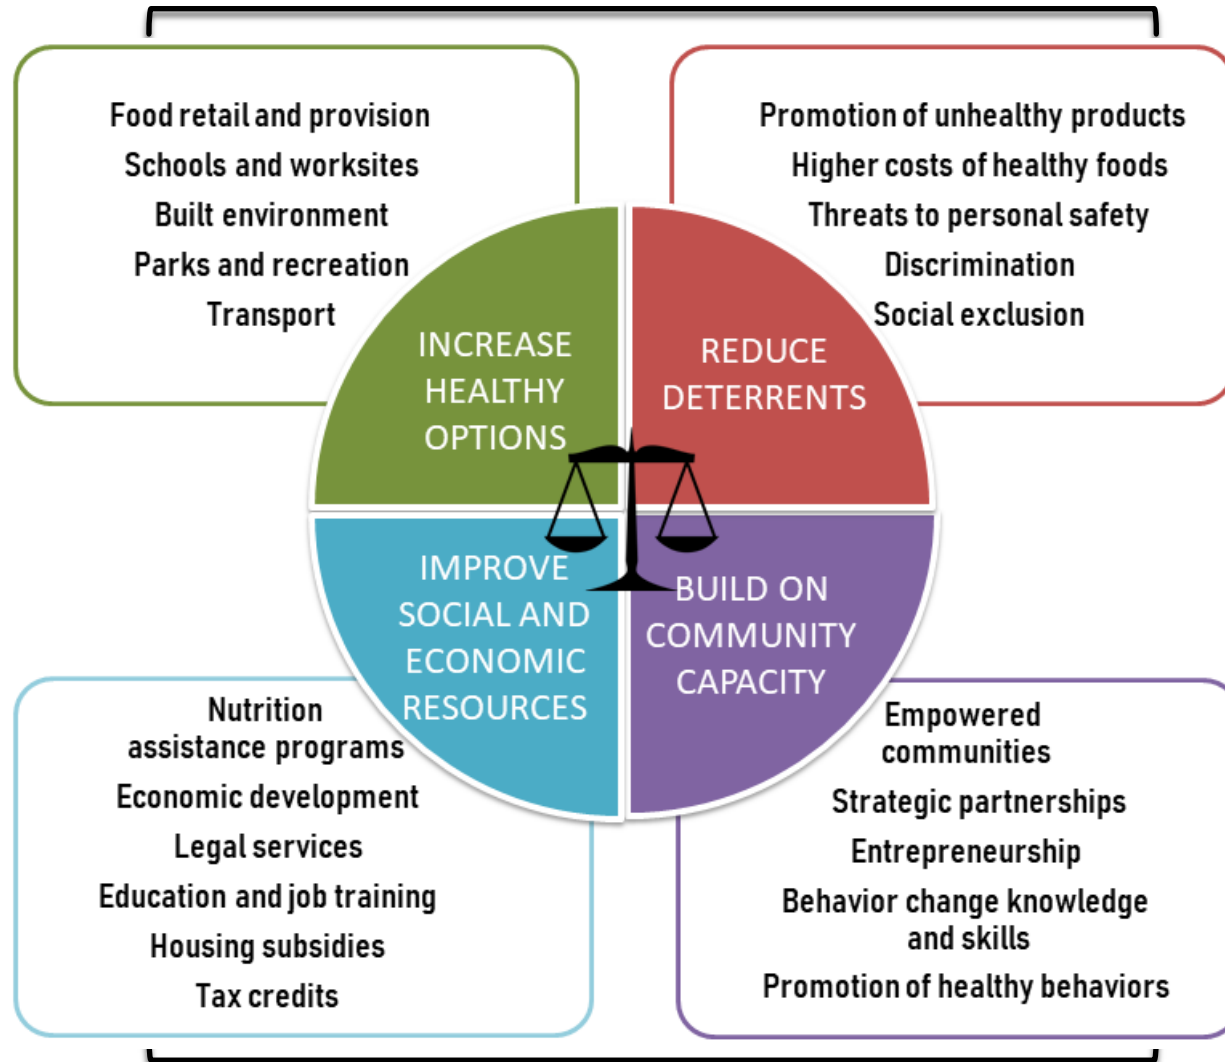 Food retail and provision
Schools and worksites
Built environment
Parks and recreation
Transport
Promotion of unhealthy products
Higher costs of healthy foods
Threats to personal safety
Discrimination
Social exclusion
INCREASE
HEALTHY
OPTIONS
REDUCE
DETERRENTS
IMPROVE
SOCIAL AND
ECONOMIC
RESOURCES
BUILD ON
COMMUNITY
CAPACITY
Nutrition
assistance programs
Economic development
Legal services
Education and job training
Housing subsidies
Tax credits
Empowered
communities
Strategic partnerships
Entrepreneurship
Behavior change knowledge
and skills
Promotion of healthy behaviors